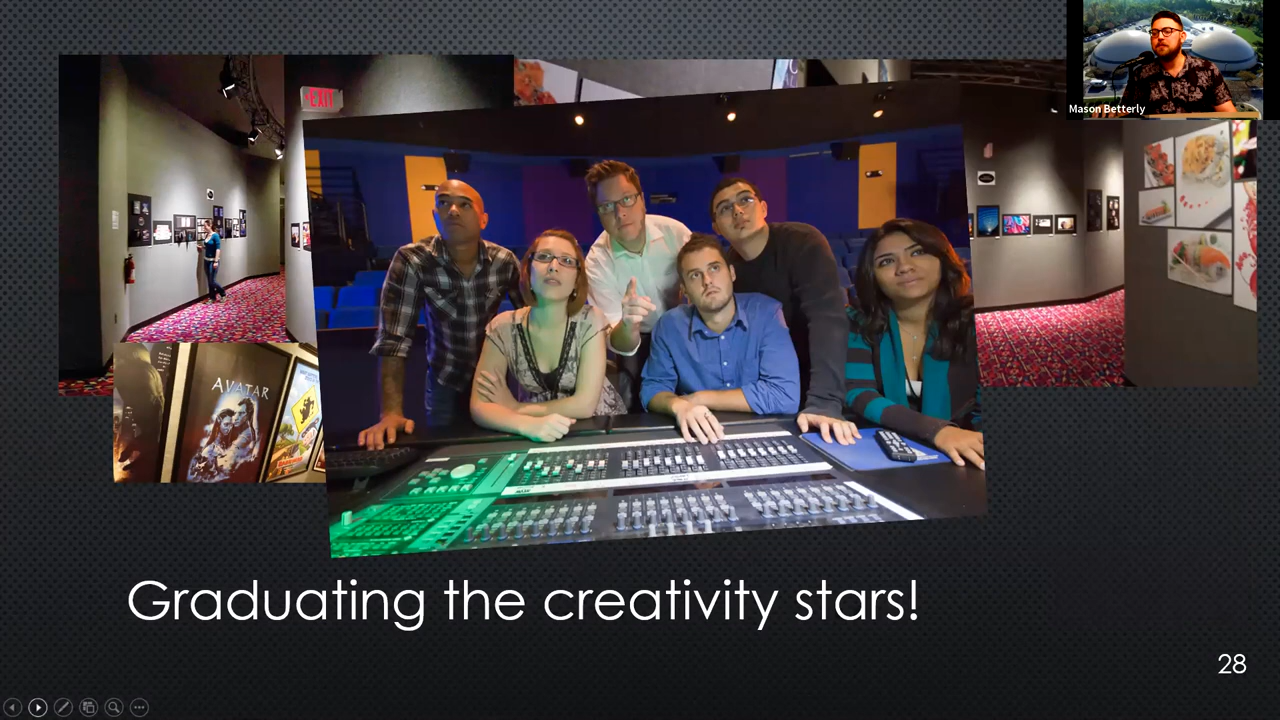 EXIT
Mason Betterly
AVATAR
Graduating the creativity stars!
28